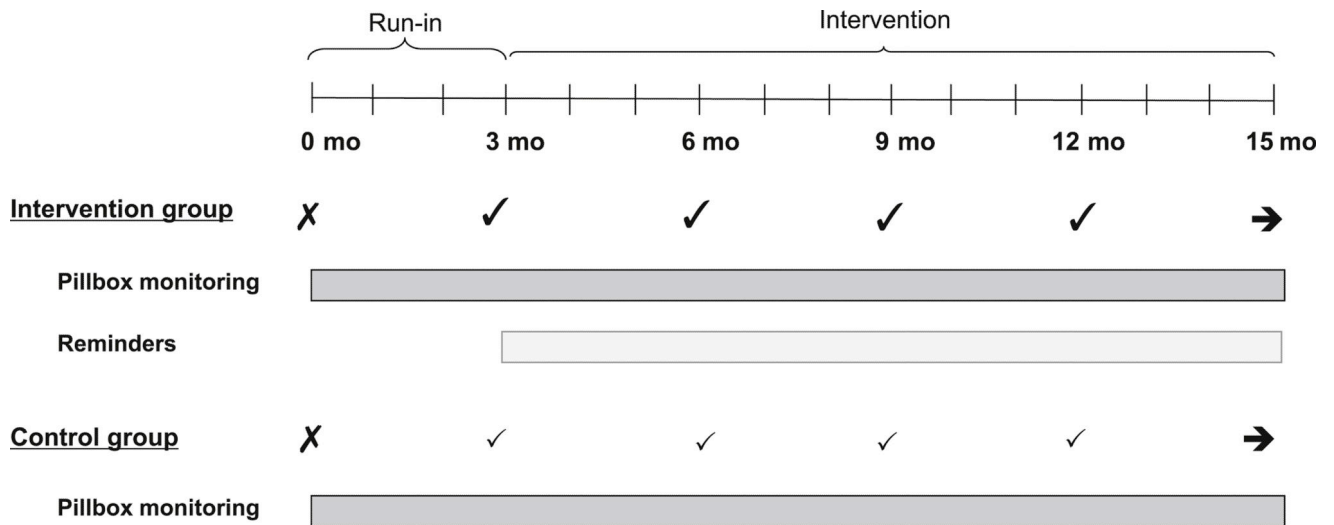 Run-in
Intervention
0 mo 3 mo 6 mo 9 mo 12 mo 15 mo
Intervention group
✗ ✓ ✓ ✓ ✓ ➔
Pillbox monitoring
Reminders
Control group
✗ ✓ ✓ ✓ ✓ ➔
Pillbox monitoring